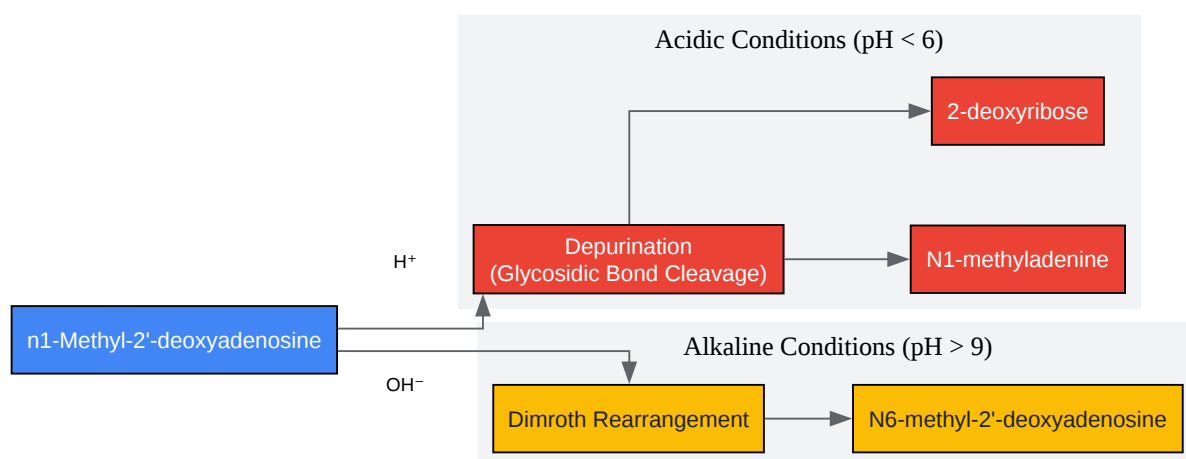 Acidic Conditions (pH < 6)
2-deoxyribose
Depurination
(Glycosidic Bond Cleavage)
N1-methyladenine
H⁺
n1-Methyl-2'-deoxyadenosine
Alkaline Conditions (pH > 9)
OH⁻
Dimroth Rearrangement
N6-methyl-2'-deoxyadenosine